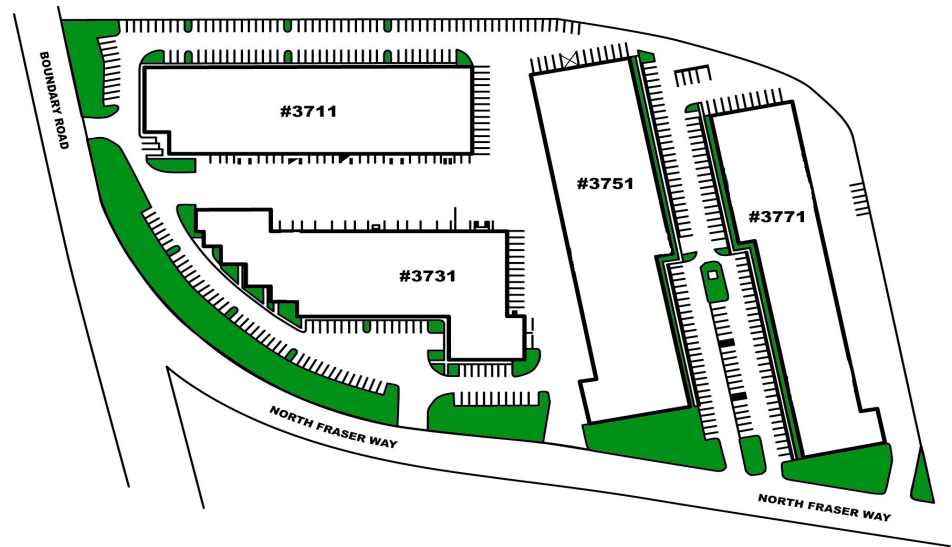 BOUNDARY ROAD
#3711
#3751
#3771
#3731
NORTH FRASER WAY
NORTH FRASER WAY